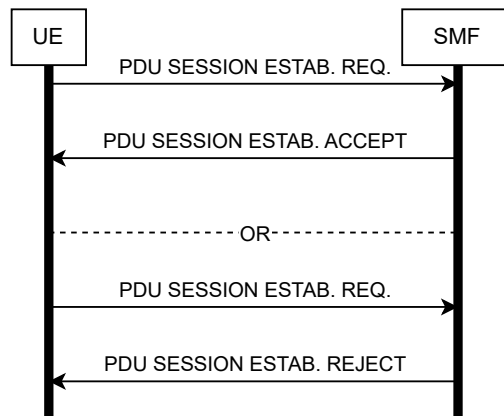 UE
SMF
PDU SESSION ESTAB. REQ.
PDU SESSION ESTAB. ACCEPT
OR
PDU SESSION ESTAB. REQ.
PDU SESSION ESTAB. REJECT